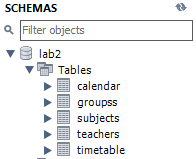 SCHEMAS
Filter objects
lab2
Tables
calendar
groupss
subjects
teachers
timetable